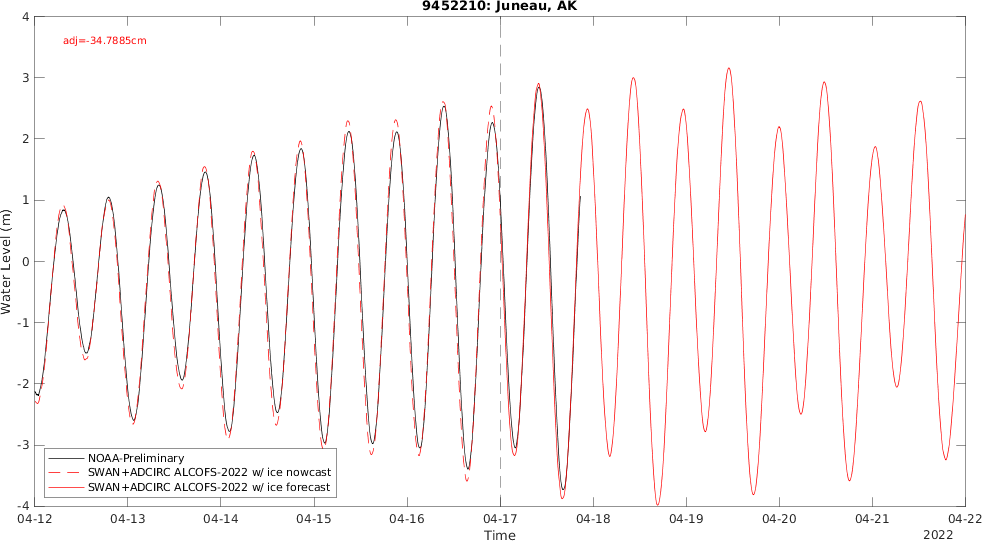 9452210: Juneau, AK
adj=-34.7885cm
4
3
2
1
0
-1
-2
-3
-4
Water Level (m)
NOAA-Preliminary
SWAN+ADCIRC ALCOFS-2022 w/ ice nowcast
SWAN+ADCIRC ALCOFS-2022 w/ ice forecast
04-12 04-13 04-14 04-15 04-16 04-17 04-18 04-19 04-20 04-21 04-22
Time
2022